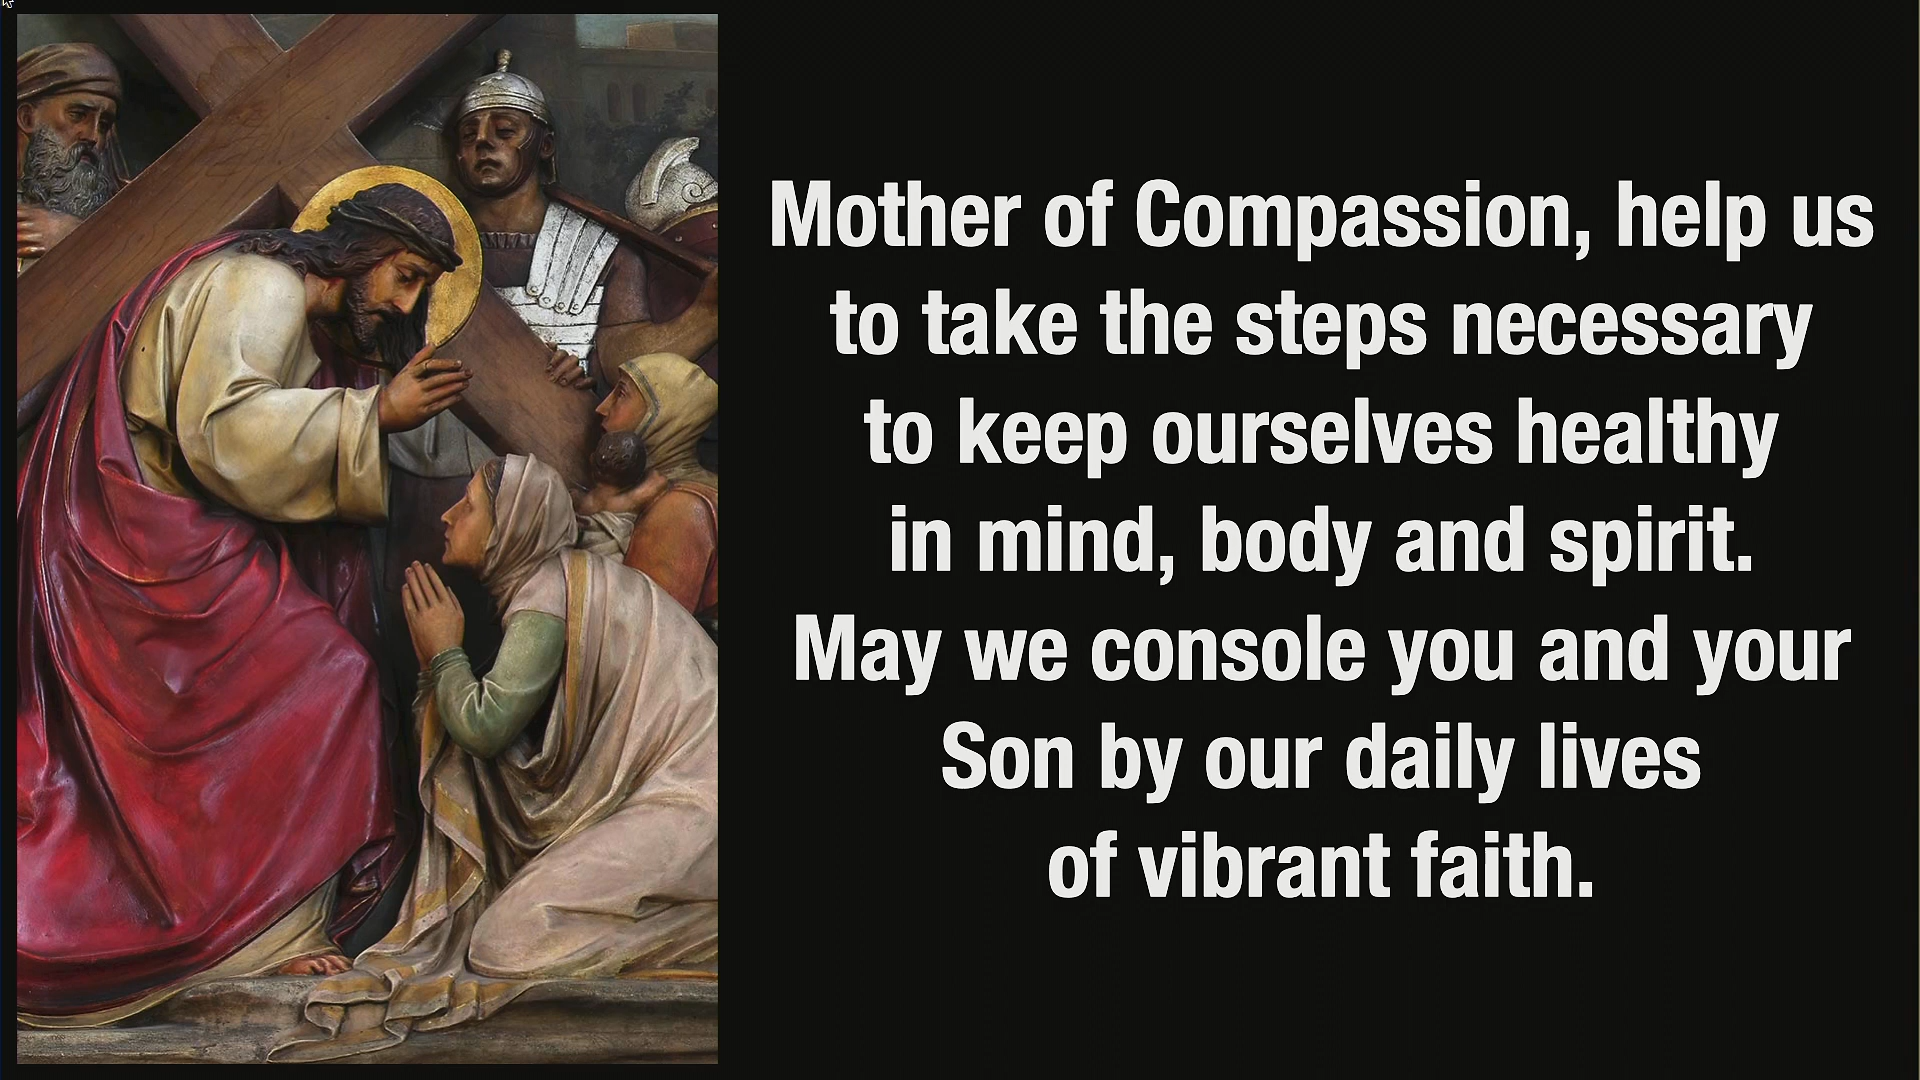 Mother of Compassion, help us
to take the steps necessary
to keep ourselves healthy
in mind, body and spirit.
May we console you and your
Son by our daily lives
of vibrant faith.